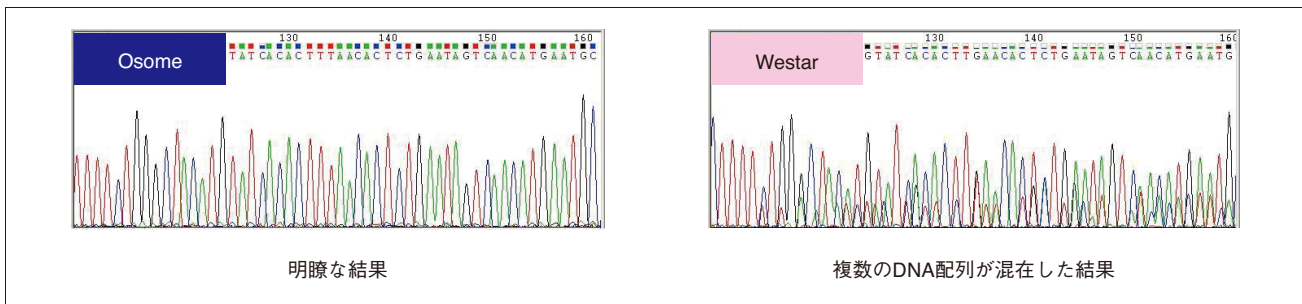 Osome
130 140 150 160
TATCACACTTTAACACTCTGAATAGTCAACATGAATGC
明瞭な結果
Westar
130 140 150 160
GTATCACACTTGAACACTCTGAATAGTCAACATGAATG
複数のDNA配列が混在した結果